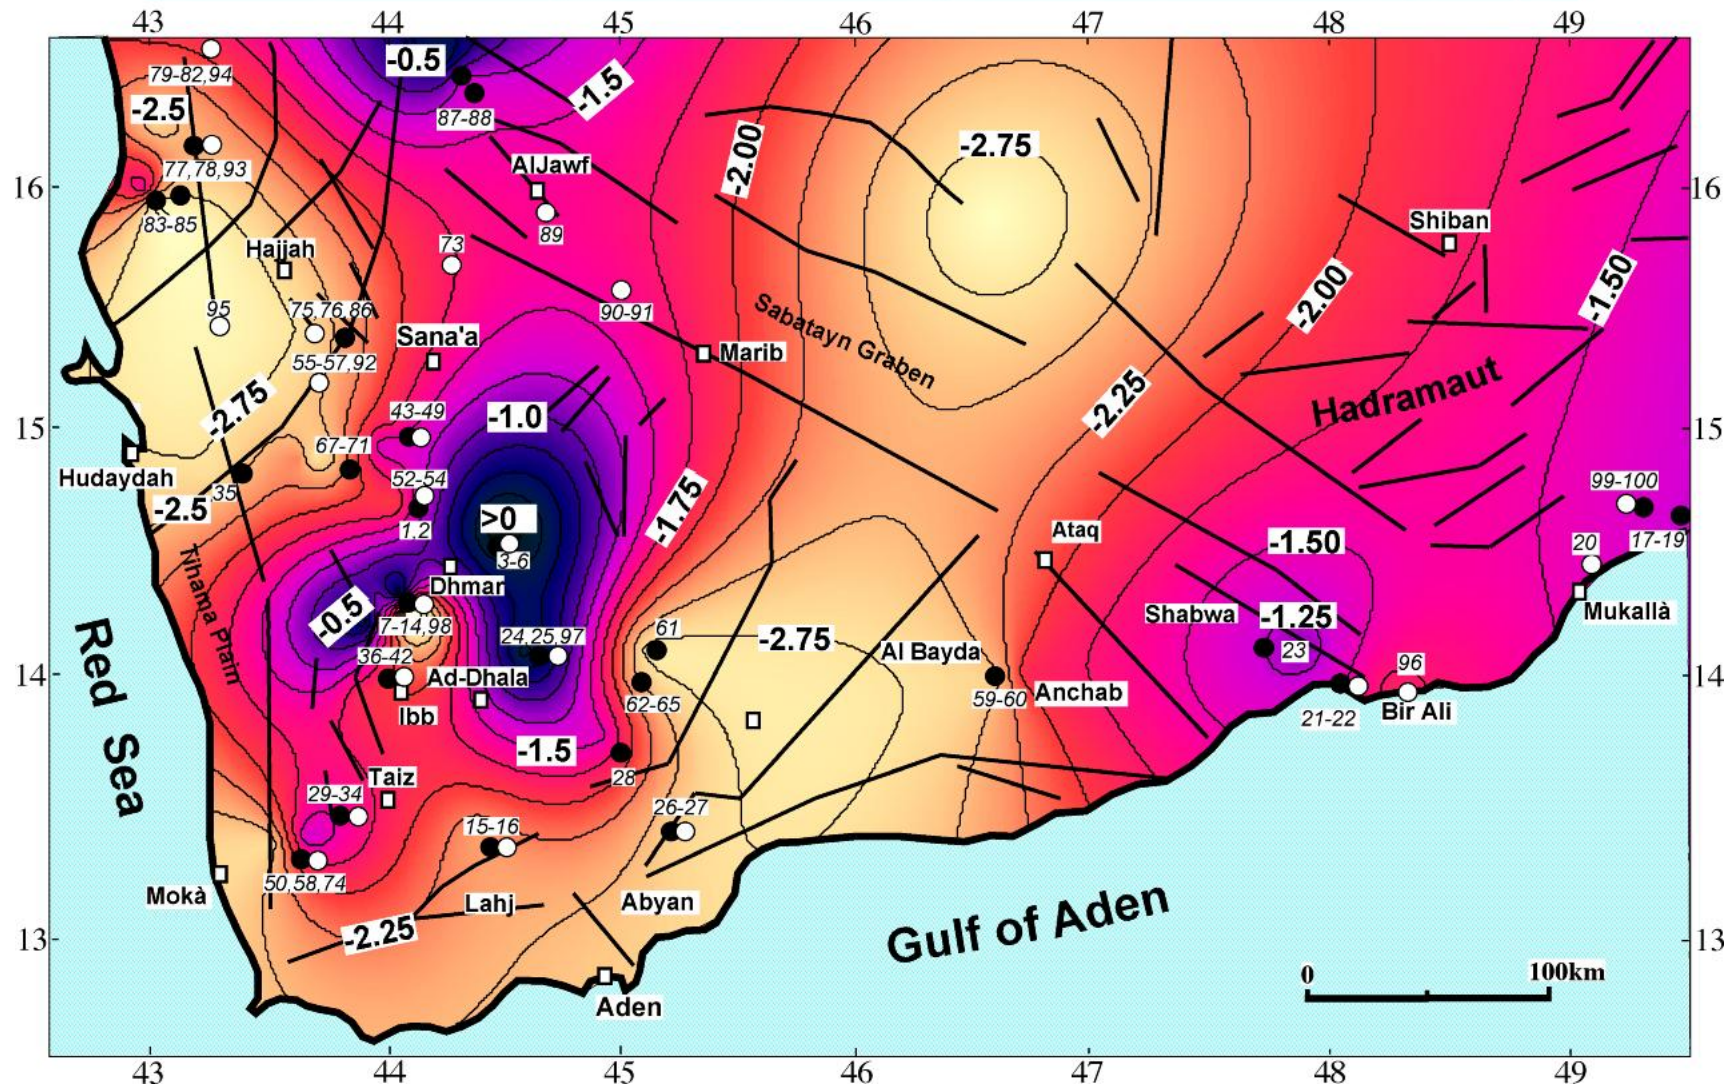 43 44 45 46 47 48 49
-0.5
79-82,94
-1.5
-2.5
87-88
-2.00
-2.75
AlJawf
77,78,93
16
16
83-85
Shiban
89
Hajjah
73
-1.50
-2.00
90-91
95
75,76,86
Sabatayn Graben
Sana'a
Marib
55-57,92
-2.25
-2.75
-1.0
43-49
Hadramaut
15
15
67-71
Hudaydah
52-54
99-100
35
-1.75
-2.5
>0
1,2
Ataq
17-19
-1.50
20
3-6
Tihama Plain
Dhmar
-0.5
Shabwa
-1.25
Mukallà
7-14,98
61
24,25,97
-2.75
36-42
Al Bayda
23
96
14
14
Ad-Dhala
62-65
59-60
Anchab
Ibb
21-22
Bir Ali
Red Sea
-1.5
Taiz
28
29-34
26-27
15-16
50,58,74
Mokà
Lahj
Abyan
Gulf of Aden
-2.25
13
13
0 100km
Aden
43 44 45 46 47 48 49